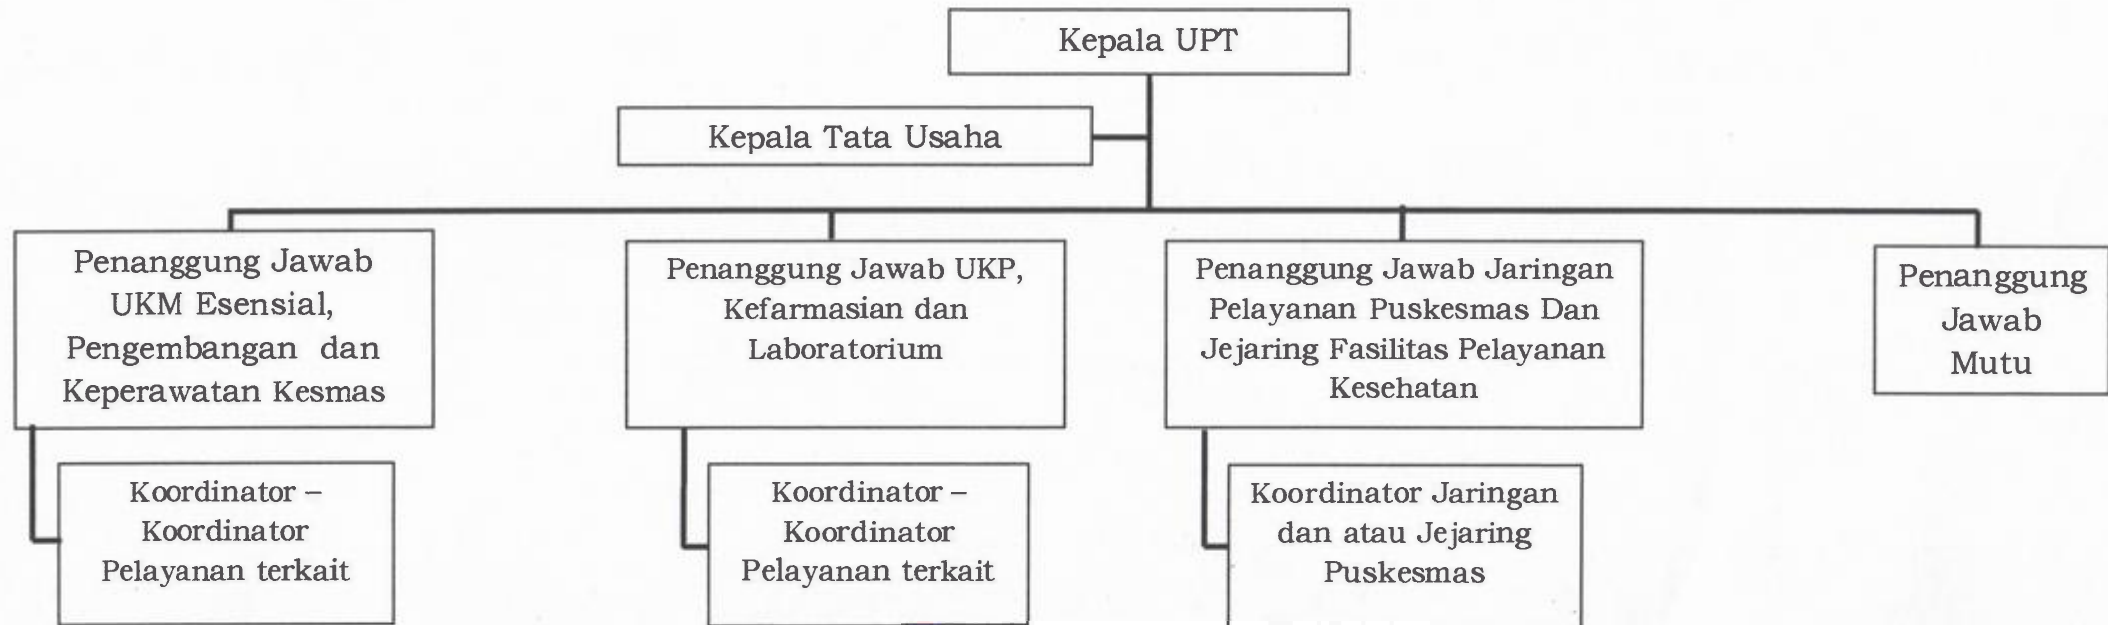 Kepala UPT
Kepala Tata Usaha
Penanggung Jawab
UKM Esensial,
Pengembangan dan
Keperawatan Kesmas
Penanggung Jawab UKP,
Kefarmasian dan
Laboratorium
Penanggung Jawab Jaringan
Pelayanan Puskesmas Dan
Jejaring Fasilitas Pelayanan
Kesehatan
Penanggung
Jawab
Mutu
Koordinator –
Koordinator
Pelayanan terkait
Koordinator –
Koordinator
Pelayanan terkait
Koordinator Jaringan
dan atau Jejaring
Puskesmas